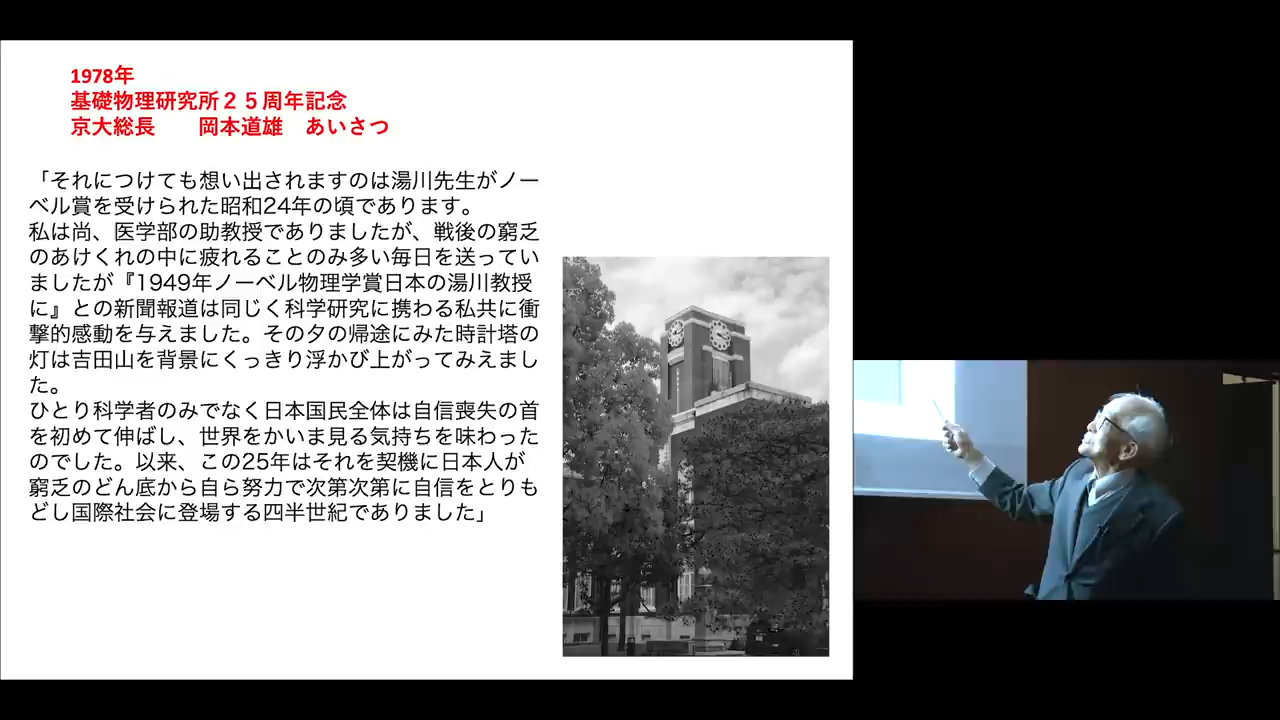 1978年
基礎物理研究所２５周年記念
京大総長　　岡本道雄　あいさつ
「それにつけても想い出されますのは湯川先生がノー
ベル賞を受けられた昭和24年の頃であります。
私は尚、医学部の助教授でありましたが、戦後の窮乏
のあけくれの中に疲れることのみ多い毎日を送ってい
ましたが『1949年ノーベル物理学賞日本の湯川教授
に』との新聞報道は同じく科学研究に携わる私共に衝
撃的感動を与えました。その夕の帰途にみた時計塔の
灯は吉田山を背景にくっきり浮かび上がってみえまし
た。
ひとり科学者のみでなく日本国民全体は自信喪失の首
を初めて伸ばし、世界をかいま見る気持ちを味わった
のでした。以来、この25年はそれを契機に日本人が
窮乏のどん底から自ら努力で次第次第に自信をとりも
どし国際社会に登場する四半世紀でありました」